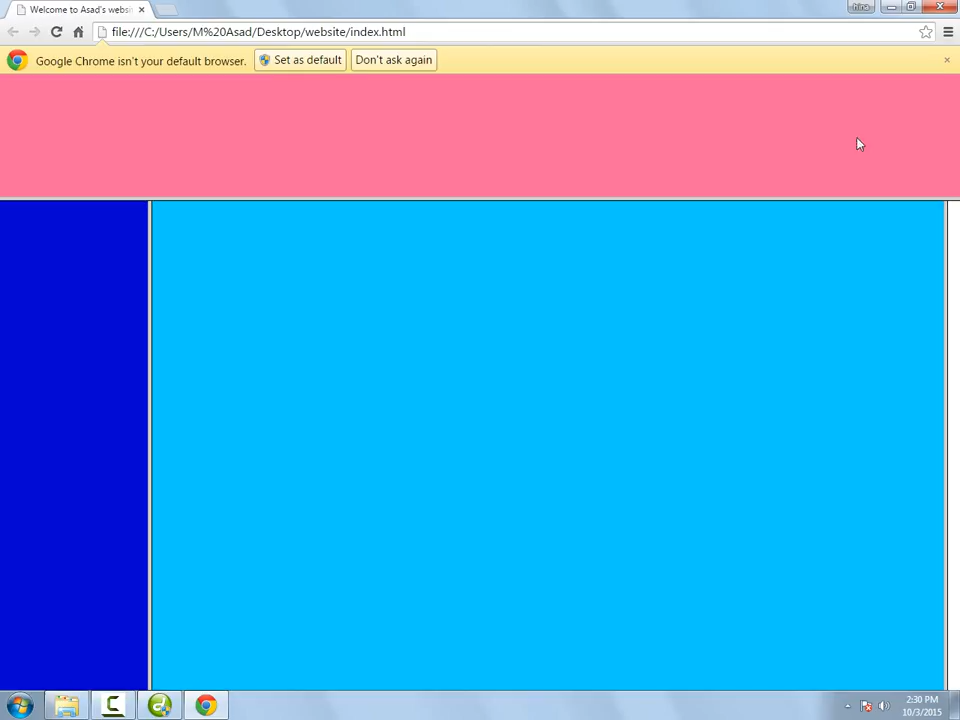 Welcome to Asad's websi
hina
file:///C:/Users/M%20Asad/Desktop/website/index.html
Google Chrome isn't your default browser. Set as default Don't ask again
2:30 PM
10/3/2015